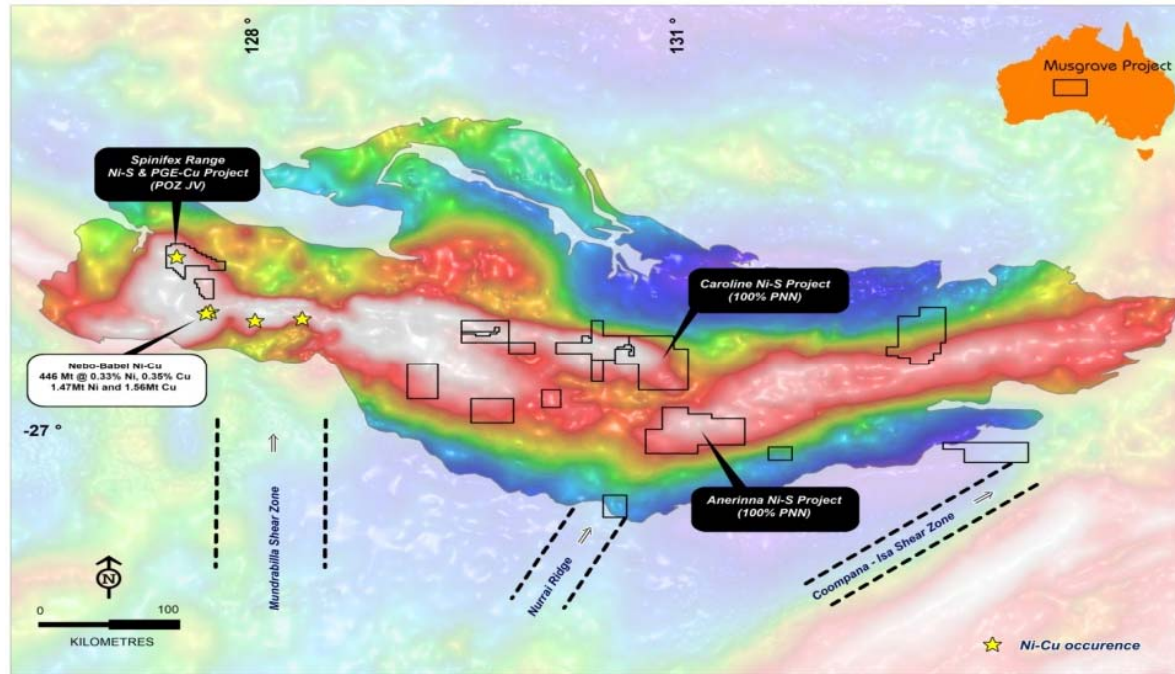 128 °
131 °
Musgrave Project
Spinifex Range
Ni-S & PGE-Cu Project
(POZ JV)
Caroline Ni-S Project
(100% PNN)
Nebo-Babel Ni-Cu
446 Mt @ 0.33% Ni, 0.35% Cu
1.47Mt Ni and 1.56Mt Cu
-27 °
Anerinna Ni-S Project
(100% PNN)
Mundrabilla Shear Zone
Nurrai Ridge
Coompana - Isa Shear Zone
N
0 100
KILOMETRES
Ni-Cu occurence